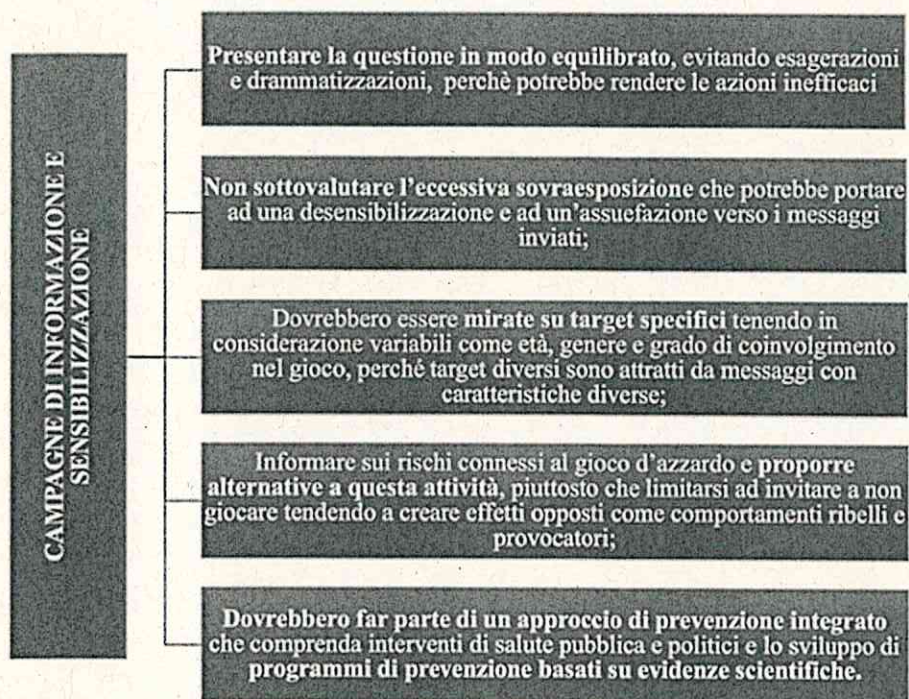 CAMPAGNE DI INFORMAZIONE E
SENSIBILIZZAZIONE
Presentare la questione in modo equilibrato, evitando esagerazioni
e drammatizzazioni, perchè potrebbe rendere le azioni inefficaci
Non sottovalutare l'eccessiva sovraesposizione che potrebbe portare
ad una desensibilizzazione e ad un'assuefazione verso i messaggi
inviati;
Dovrebbero essere mirate su target specifici tenendo in
considerazione variabili come età, genere e grado di coinvolgimento
nel gioco, perché target diversi sono attratti da messaggi con
caratteristiche diverse;
Informare sui rischi connessi al gioco d'azzardo e proporre
alternative a questa attività, piuttosto che limitarsi ad invitare a non
giocare tendendo a creare effetti opposti come comportamenti ribelli e
provocatori;
Dovrebbero far parte di un approccio di prevenzione integrato
che comprenda interventi di salute pubblica e politici e lo sviluppo di
programmi di prevenzione basati su evidenze scientifiche.